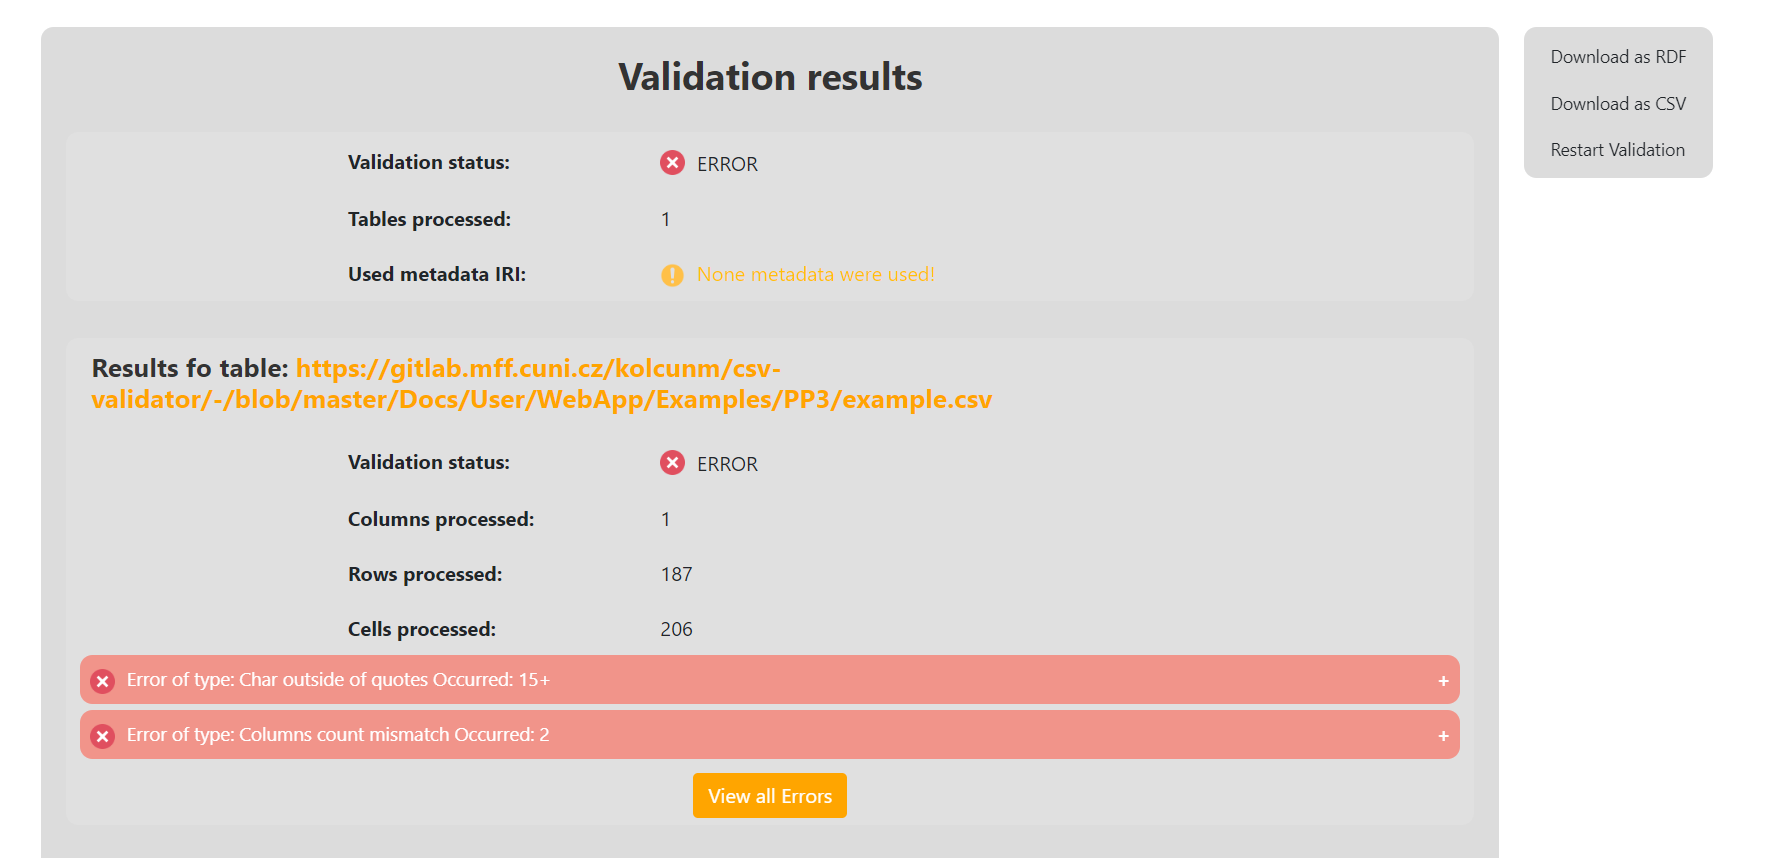 Validation results
Validation status: ERROR
Tables processed: 1
Used metadata IRI: None metadata were used!
Results fo table: https://gitlab.mff.cuni.cz/kolcunm/csv-
validator/-/blob/master/Docs/User/WebApp/Examples/PP3/example.csv
Validation status: ERROR
Columns processed: 1
Rows processed: 187
Cells processed: 206
Error of type: Char outside of quotes Occurred: 15+ +
Error of type: Columns count mismatch Occurred: 2 +
View all Errors
Download as RDF
Download as CSV
Restart Validation